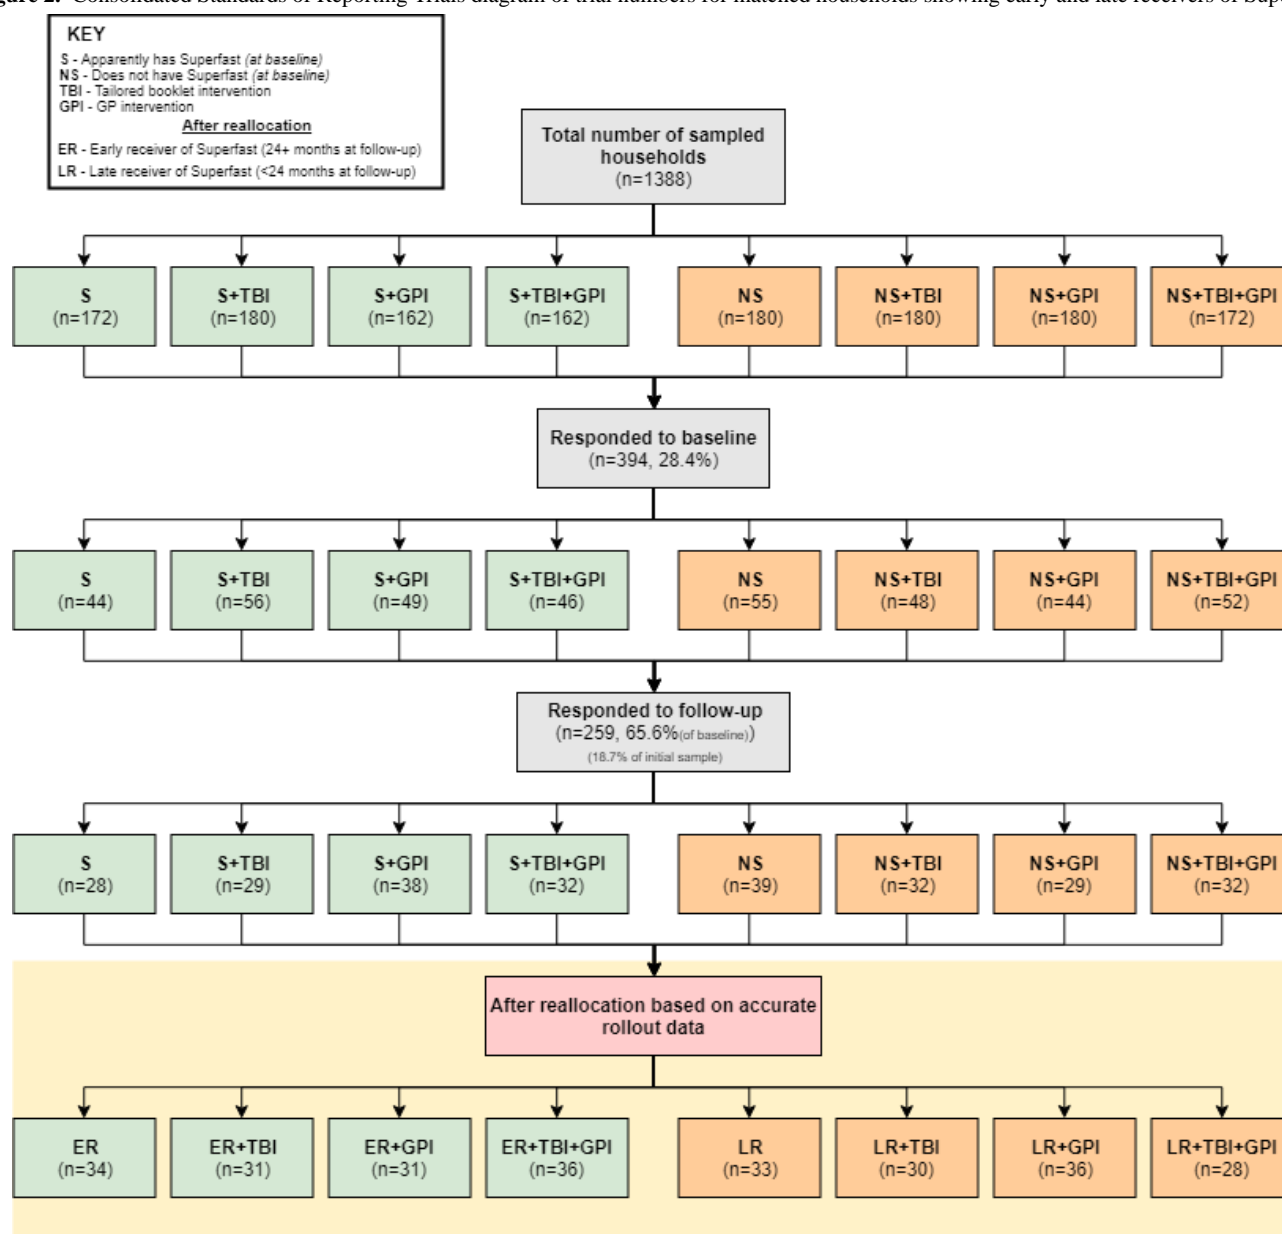 gure 2. Consolidated Standards of Reporting Trials diagram of trial numbers for matched households showing early and late receivers of Supe
KEY
S - Apparently has Superfast (at baseline)
NS - Does not have Superfast (at baseline)
TBI - Tailored booklet intervention
GPI - GP intervention
After reallocation
ER - Early receiver of Superfast (24+ months at follow-up)
LR - Late receiver of Superfast (<24 months at follow-up)
Total number of sampled
households
(n=1388)
S
(n=172)
S+TBI
(n=180)
S+GPI
(n=162)
S+TBI+GPI
(n=162)
NS
(n=180)
NS+TBI
(n=180)
NS+GPI
(n=180)
NS+TBI+GPI
(n=172)
Responded to baseline
(n=394, 28.4%)
S
(n=44)
S+TBI
(n=56)
S+GPI
(n=49)
S+TBI+GPI
(n=46)
NS
(n=55)
NS+TBI
(n=48)
NS+GPI
(n=44)
NS+TBI+GPI
(n=52)
Responded to follow-up
(n=259, 65.6%(of baseline))
(18.7% of initial sample)
S
(n=28)
S+TBI
(n=29)
S+GPI
(n=38)
S+TBI+GPI
(n=32)
NS
(n=39)
NS+TBI
(n=32)
NS+GPI
(n=29)
NS+TBI+GPI
(n=32)
After reallocation based on accurate
rollout data
ER
(n=34)
ER+TBI
(n=31)
ER+GPI
(n=31)
ER+TBI+GPI
(n=36)
LR
(n=33)
LR+TBI
(n=30)
LR+GPI
(n=36)
LR+TBI+GPI
(n=28)